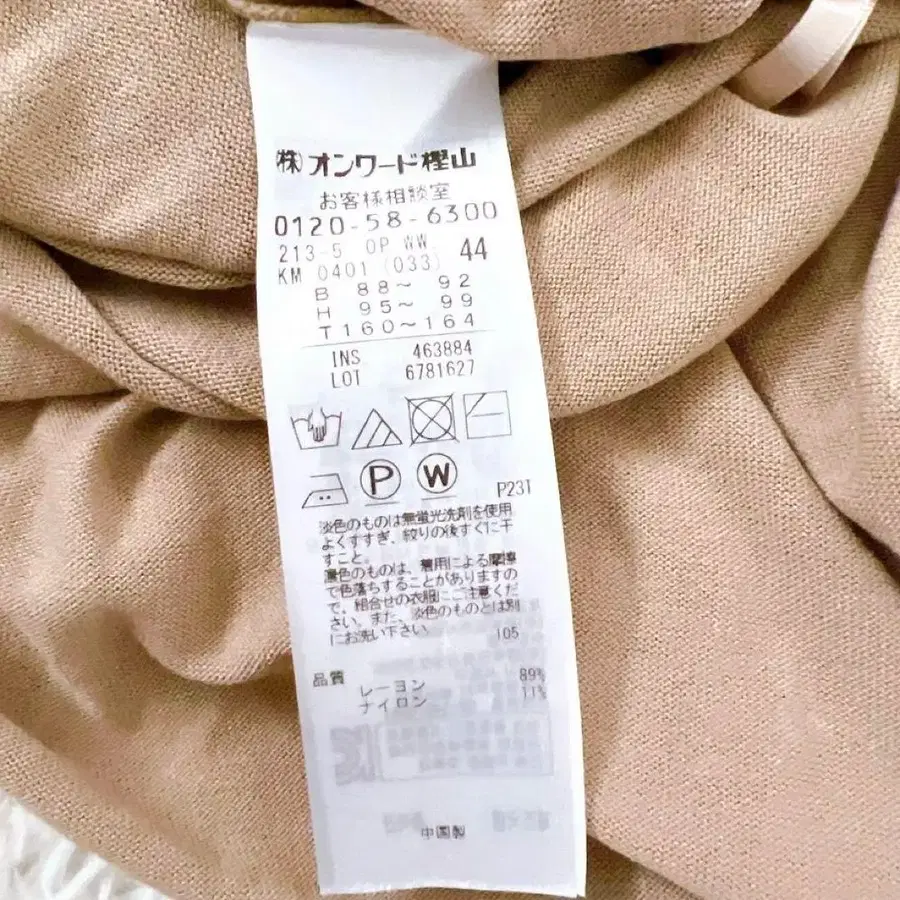 ㈱オンワード樫山
お客様相談室
0120-58-6300
213-5 OP WW 44
KM 0401 (033)
B 88～ 92
H 95～ 99
T160～164
INS 463884
LOT 6781627
P W
P23T
淡色のものは無蛍光洗剤を使用
よくすすぎ、絞りの後すぐに干
すこと。
濃色のものは、着用による摩擦
で色落ちすることがありますの
で、組合せの衣服にご注意くだ
さい。また、淡色のものとは別
にお洗い下さい。 105
品質 レーヨン 89%
ナイロン 11%
中国製